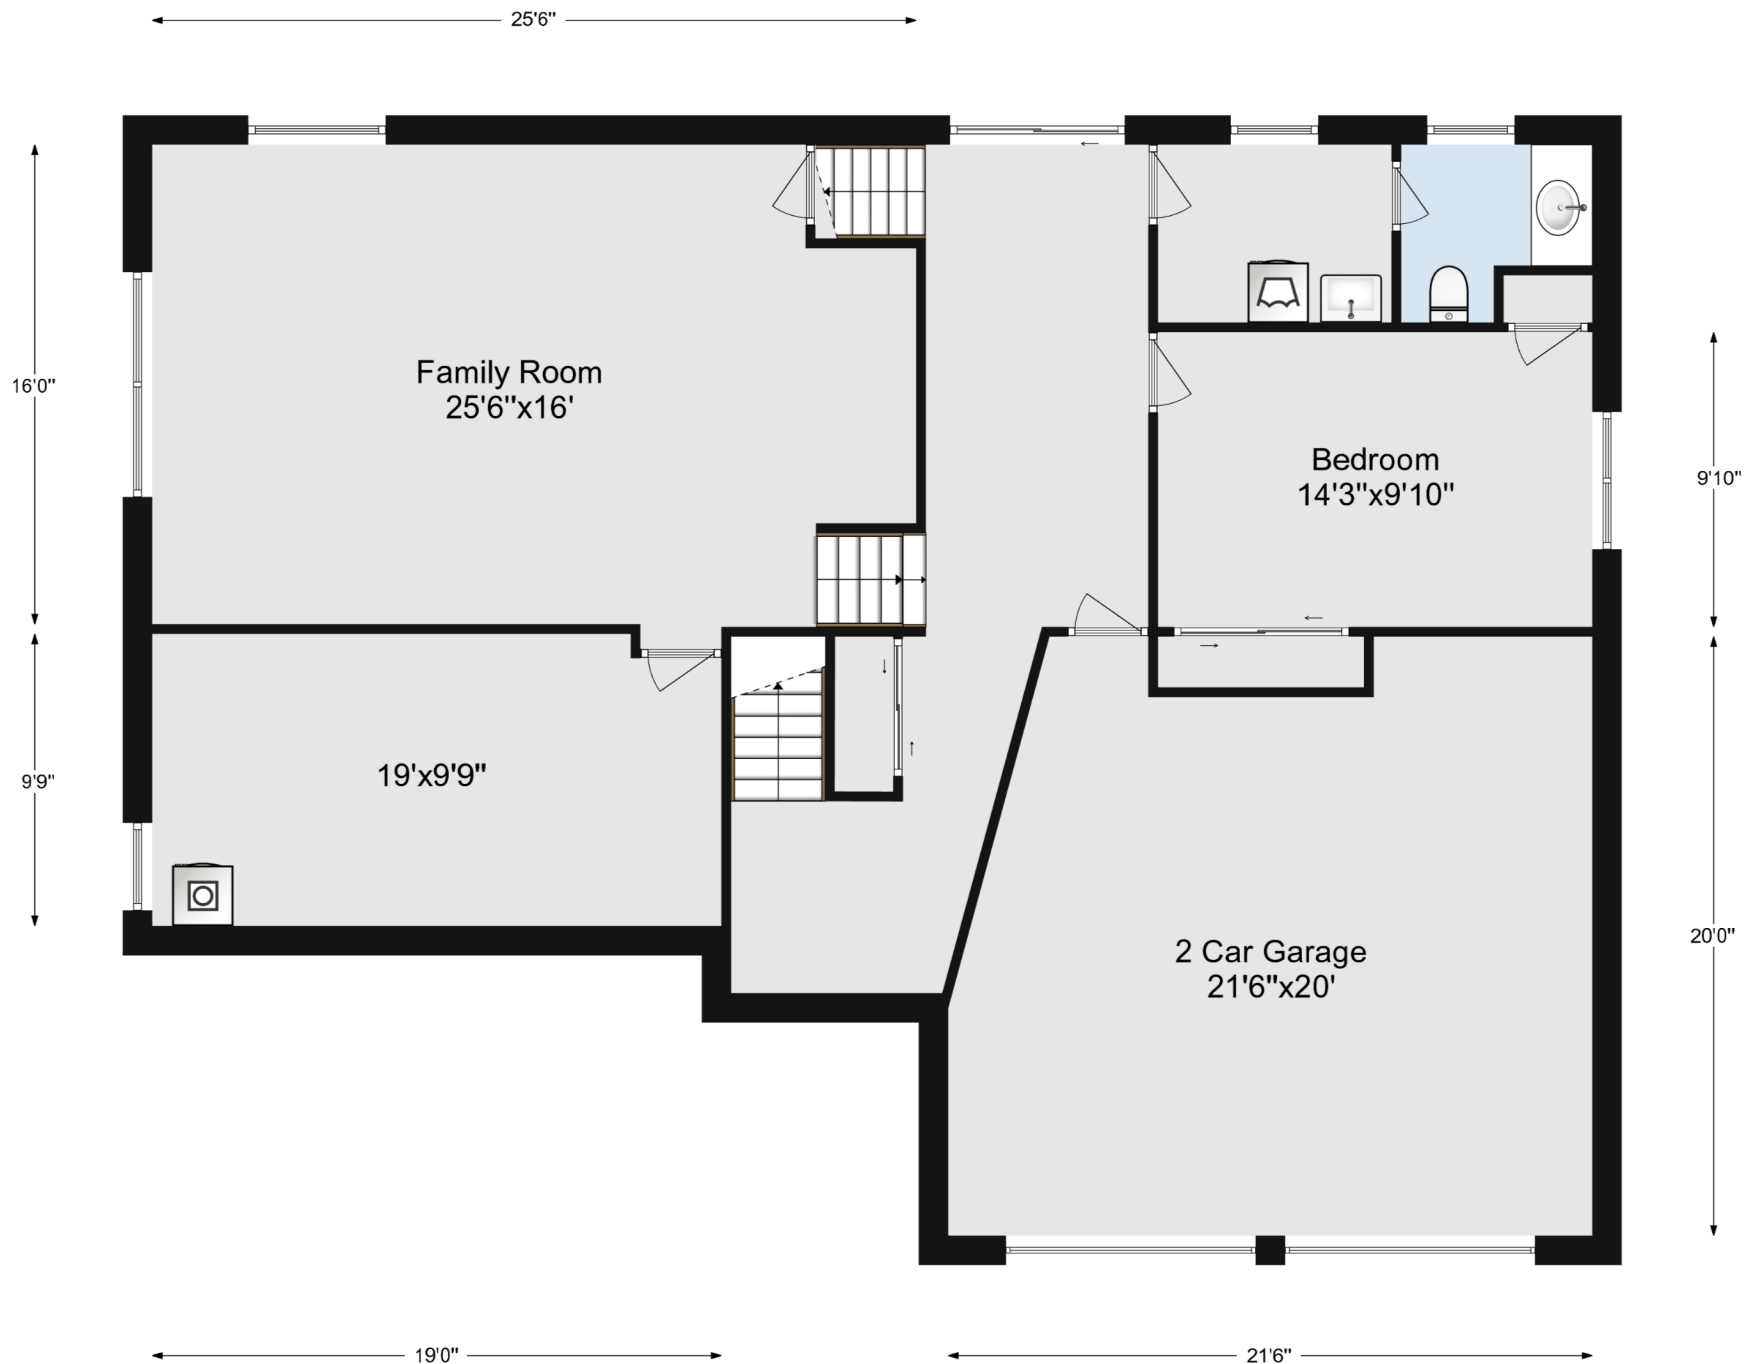 25'6"
16'0"
Family Room
25'6"x16'
Bedroom
14'3"x9'10"
9'10"
9'9"
19'x9'9"
2 Car Garage
21'6"x20'
20'0"
19'0"
21'6"